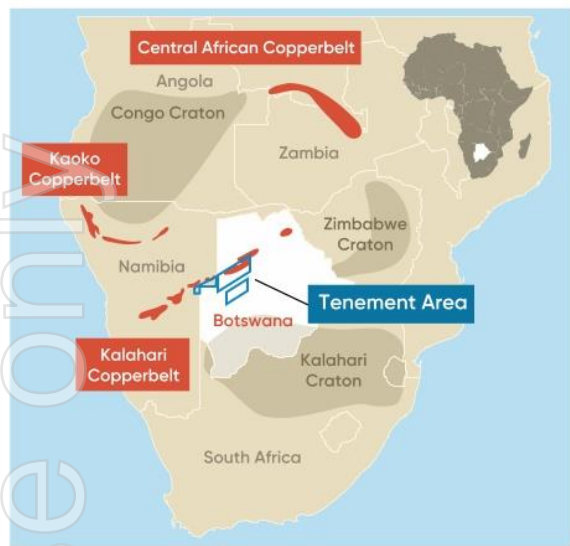 Central African Copperbelt
Angola
Congo Craton
Zambia
Kaoko
Copperbelt
Zimbabwe
Craton
Namibia
Tenement Area
Botswana
Kalahari
Copperbelt
Kalahari
Craton
South Africa
only